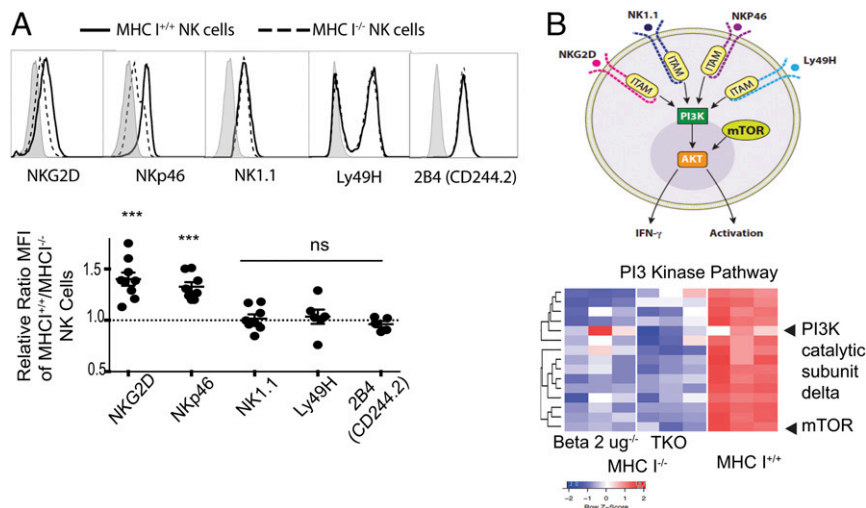 A
MHC I+/+ NK cells
MHC I-/- NK cells
NKG2D
NKp46
NK1.1
Ly49H
2B4 (CD244.2)
***
***
ns
Relative Ratio MFI
of MHCI+/+/MHCI-/-
NK Cells
1.5
1.0
0.5
NKG2D
NKp46
NK1.1
Ly49H
2B4
(CD244.2)
B
NK1.1
NKP46
NKG2D
Ly49H
ITAM
ITAM
ITAM
ITAM
PI3K
mTOR
AKT
IFN-γ
Activation
PI3 Kinase Pathway
PI3K
catalytic
subunit
delta
mTOR
Beta 2 ug-/-
TKO
MHC I-/-
MHC I+/+
-2 -1 0 1 2
Row Z-Score